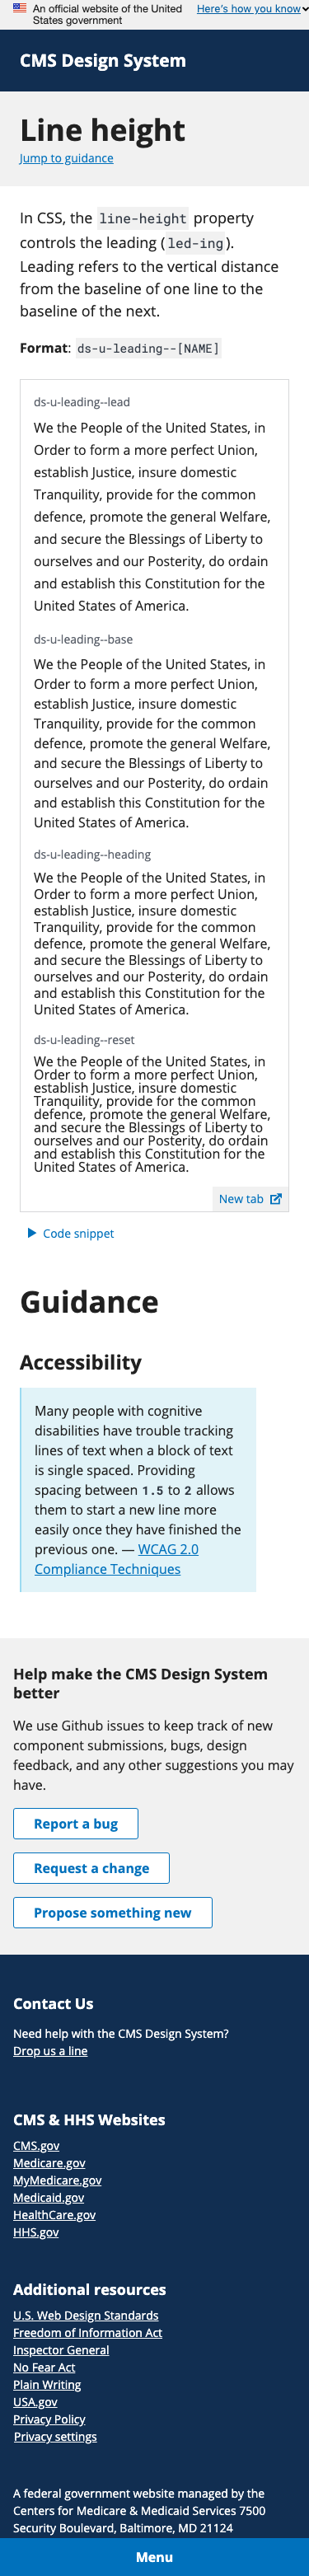 An official website of the United States government
Here's how you know
CMS Design System
Line height
Jump to guidance
In CSS, the line-height property
controls the leading (led-ing).
Leading refers to the vertical distance
from the baseline of one line to the
baseline of the next.
Format: ds-u-leading--[NAME]
ds-u-leading--lead
We the People of the United States, in
Order to form a more perfect Union,
establish Justice, insure domestic
Tranquility, provide for the common
defence, promote the general Welfare,
and secure the Blessings of Liberty to
ourselves and our Posterity, do ordain
and establish this Constitution for the
United States of America.
ds-u-leading--base
We the People of the United States, in
Order to form a more perfect Union,
establish Justice, insure domestic
Tranquility, provide for the common
defence, promote the general Welfare,
and secure the Blessings of Liberty to
ourselves and our Posterity, do ordain
and establish this Constitution for the
United States of America.
ds-u-leading--heading
We the People of the United States, in
Order to form a more perfect Union,
establish Justice, insure domestic
Tranquility, provide for the common
defence, promote the general Welfare,
and secure the Blessings of Liberty to
ourselves and our Posterity, do ordain
and establish this Constitution for the
United States of America.
ds-u-leading--reset
We the People of the United States, in
Order to form a more perfect Union,
establish Justice, insure domestic
Tranquility, provide for the common
defence, promote the general Welfare,
and secure the Blessings of Liberty to
ourselves and our Posterity, do ordain
and establish this Constitution for the
United States of America.
New tab
Code snippet
Guidance
Accessibility
Many people with cognitive
disabilities have trouble tracking
lines of text when a block of text
is single spaced. Providing
spacing between 1.5 to 2 allows
them to start a new line more
easily once they have finished the
previous one. — WCAG 2.0
Compliance Techniques
Help make the CMS Design System
better
We use Github issues to keep track of new
component submissions, bugs, design
feedback, and any other suggestions you may
have.
Report a bug
Request a change
Propose something new
Contact Us
Need help with the CMS Design System?
Drop us a line
CMS & HHS Websites
CMS.gov
Medicare.gov
MyMedicare.gov
Medicaid.gov
HealthCare.gov
HHS.gov
Additional resources
U.S. Web Design Standards
Freedom of Information Act
Inspector General
No Fear Act
Plain Writing
USA.gov
Privacy Policy
Privacy settings
A federal government website managed by the
Centers for Medicare & Medicaid Services 7500
Security Boulevard, Baltimore, MD 21124
Menu